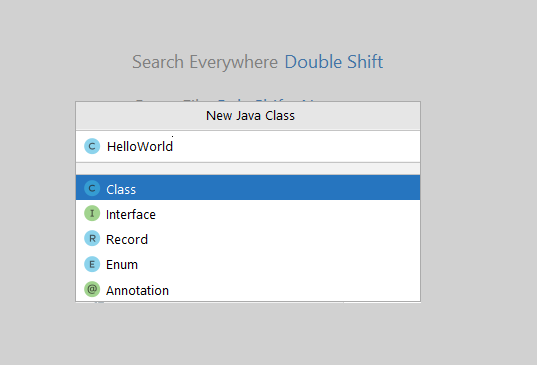 Search Everywhere Double Shift
New Java Class
C HelloWorld
C Class
I Interface
R Record
E Enum
@ Annotation